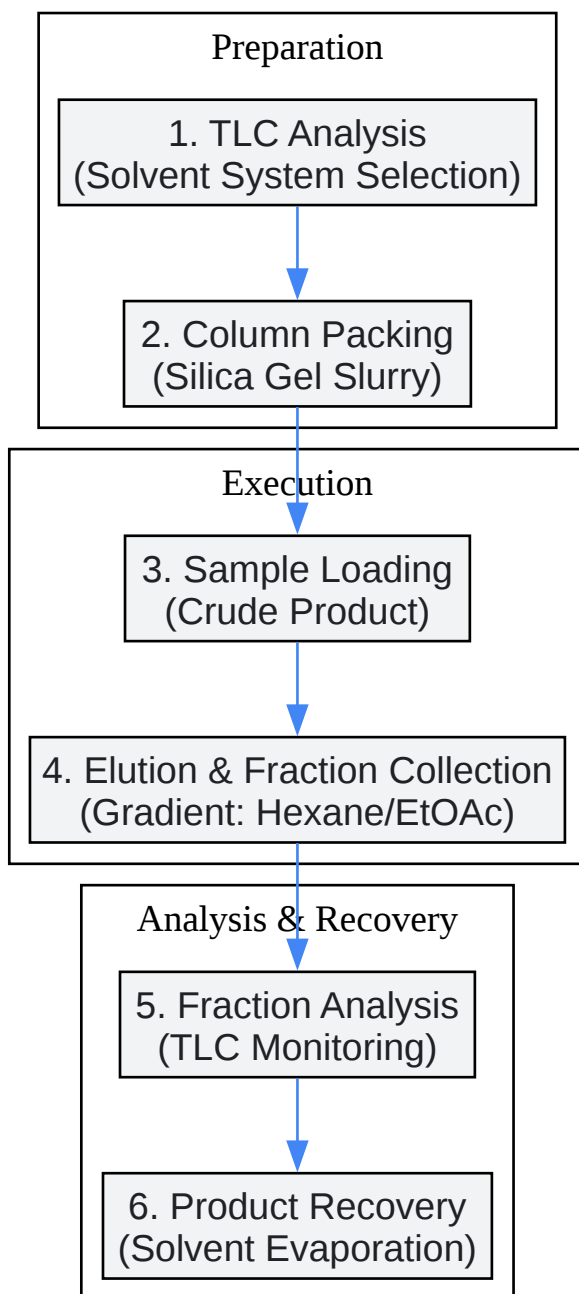 Preparation
1. TLC Analysis
(Solvent System Selection)
2. Column Packing
(Silica Gel Slurry)
Execution
3. Sample Loading
(Crude Product)
4. Elution & Fraction Collection
(Gradient: Hexane/EtOAc)
Analysis & Recovery
5. Fraction Analysis
(TLC Monitoring)
6. Product Recovery
(Solvent Evaporation)